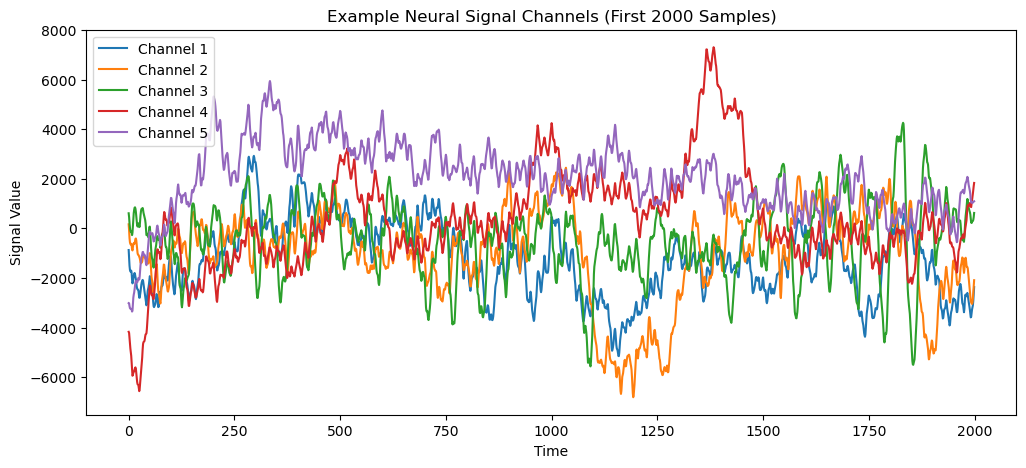 Example Neural Signal Channels (First 2000 Samples)
Signal Value
8000
6000
4000
2000
0
−2000
−4000
−6000
Channel 1
Channel 2
Channel 3
Channel 4
Channel 5
0 250 500 750 1000 1250 1500 1750 2000
Time